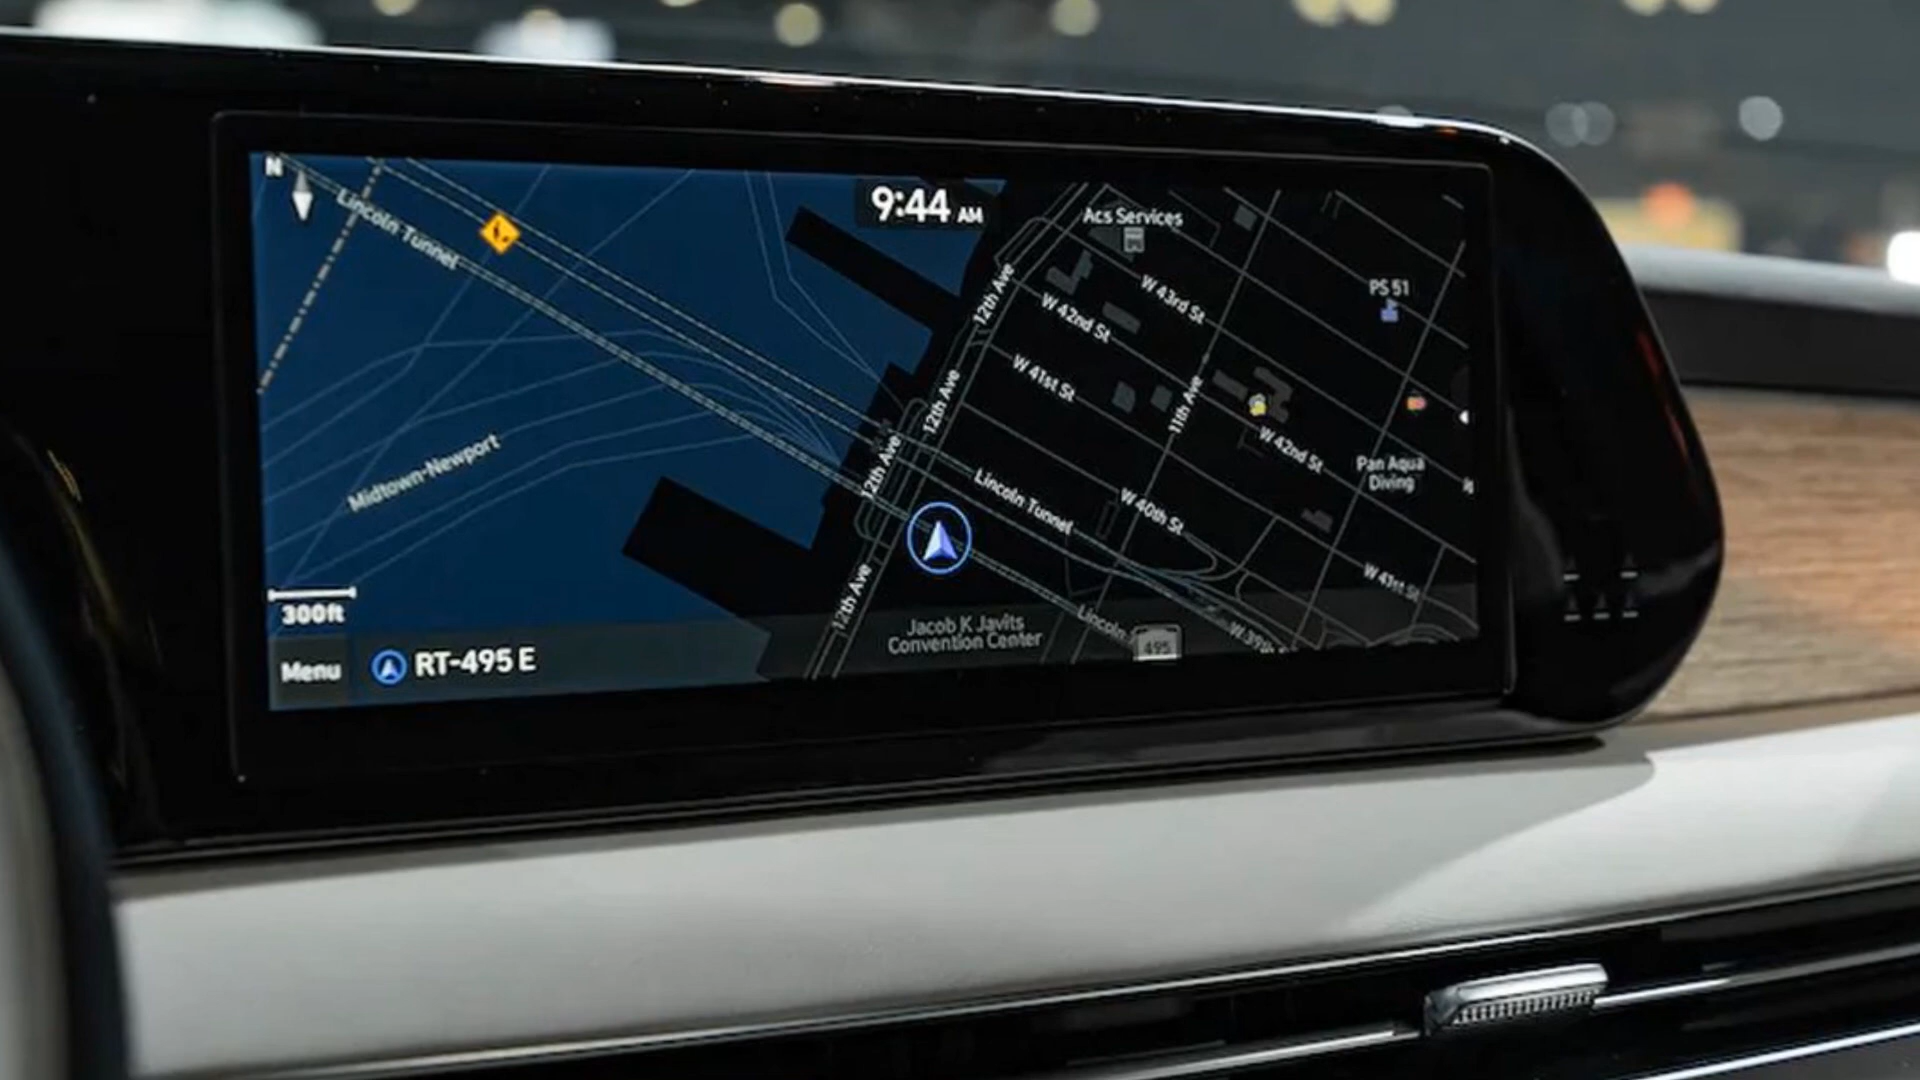 N
Lincoln Tunnel
9:44 AM
Acs Services
12th Ave
W 43rd St
W 42nd St
PS 51
W 41st St
12th Ave
11th Ave
W 42nd St
12th Ave
Midtown-Newport
Lincoln Tunnel
W 40th St
Pan Aqua
Diving
W
12th Ave
W 41st St
300ft
Jacob K Javits
Convention Center
Lincoln
495
W 39th
Menu
RT-495 E